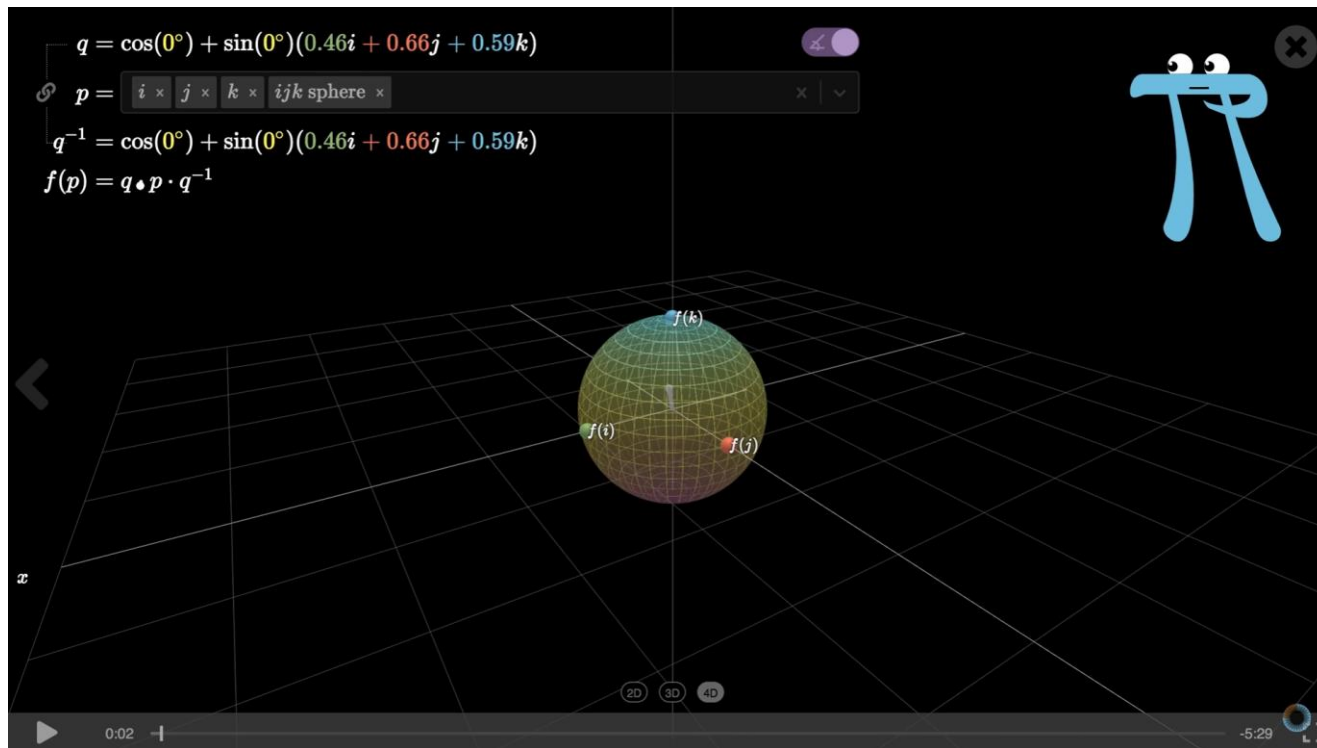 q = cos(0°) + sin(0°)(0.46i + 0.66j + 0.59k)
p = i × j × k × ijk sphere ×
q⁻¹ = cos(0°) + sin(0°)(0.46i + 0.66j + 0.59k)
f(p) = q • p · q⁻¹
f(k)
f(i)
f(j)
x
2D 3D 4D
0:02 -5:29